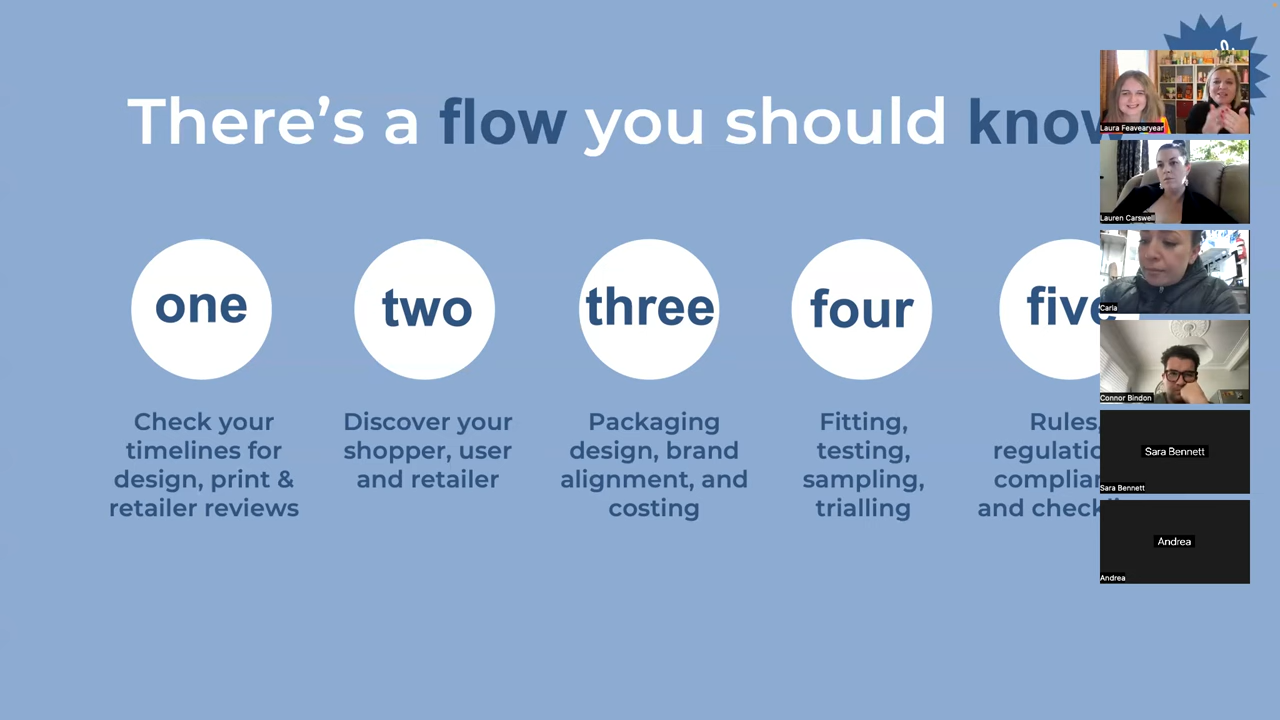 There's a flow you should know
one
two
three
four
five
Check your
timelines for
design, print &
retailer reviews
Discover your
shopper, user
and retailer
Packaging
design, brand
alignment, and
costing
Fitting,
testing,
sampling,
trialling
Rules,
and
Laura Feavearyear
Lauren Carswell
Carla
Connor Bindon
Sara Bennett
Sara Bennett
Andrea
Andrea